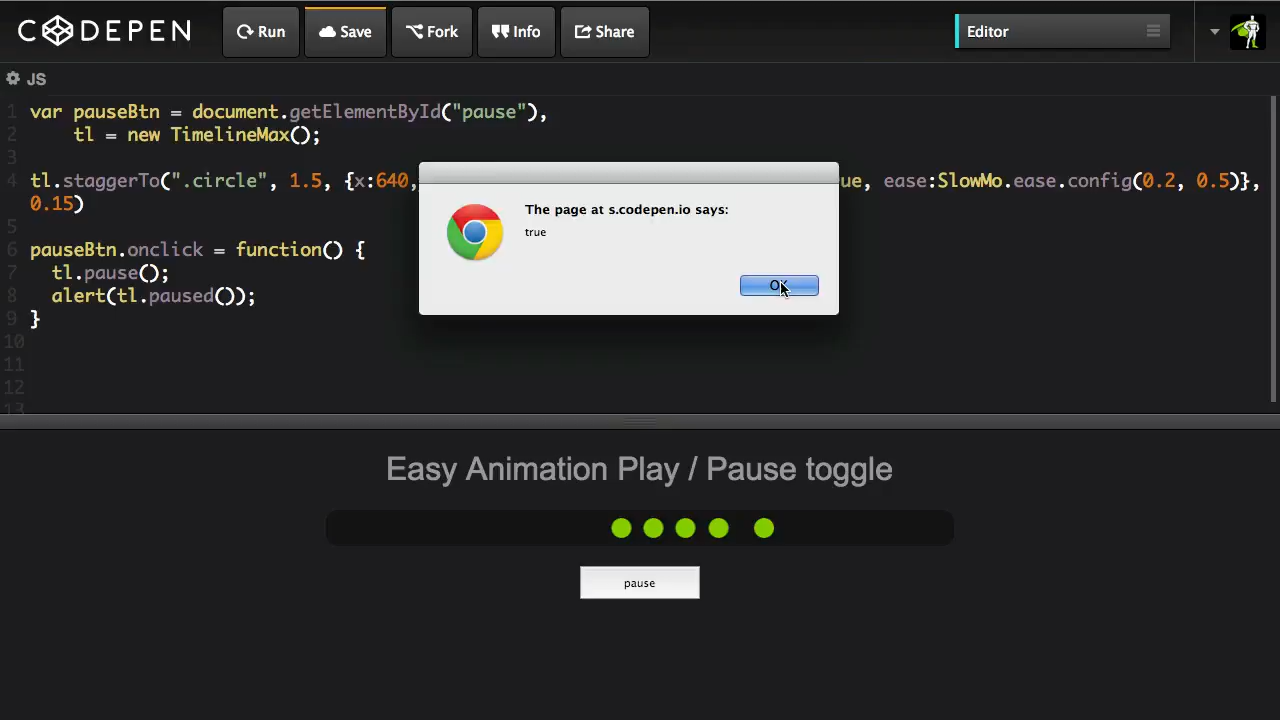 CODEPEN Run Save Fork Info Share Editor
JS
1 var pauseBtn = document.getElementById("pause"),
2 tl = new TimelineMax();
3
4 tl.staggerTo(".circle", 1.5, {x:640, ue, ease:SlowMo.ease.config(0.2, 0.5)},
0.15)
5
6 pauseBtn.onclick = function() {
7 tl.pause();
8 alert(tl.paused());
9 }
10
11
12
13
The page at s.codepen.io says:
true
OK
Easy Animation Play / Pause toggle
pause